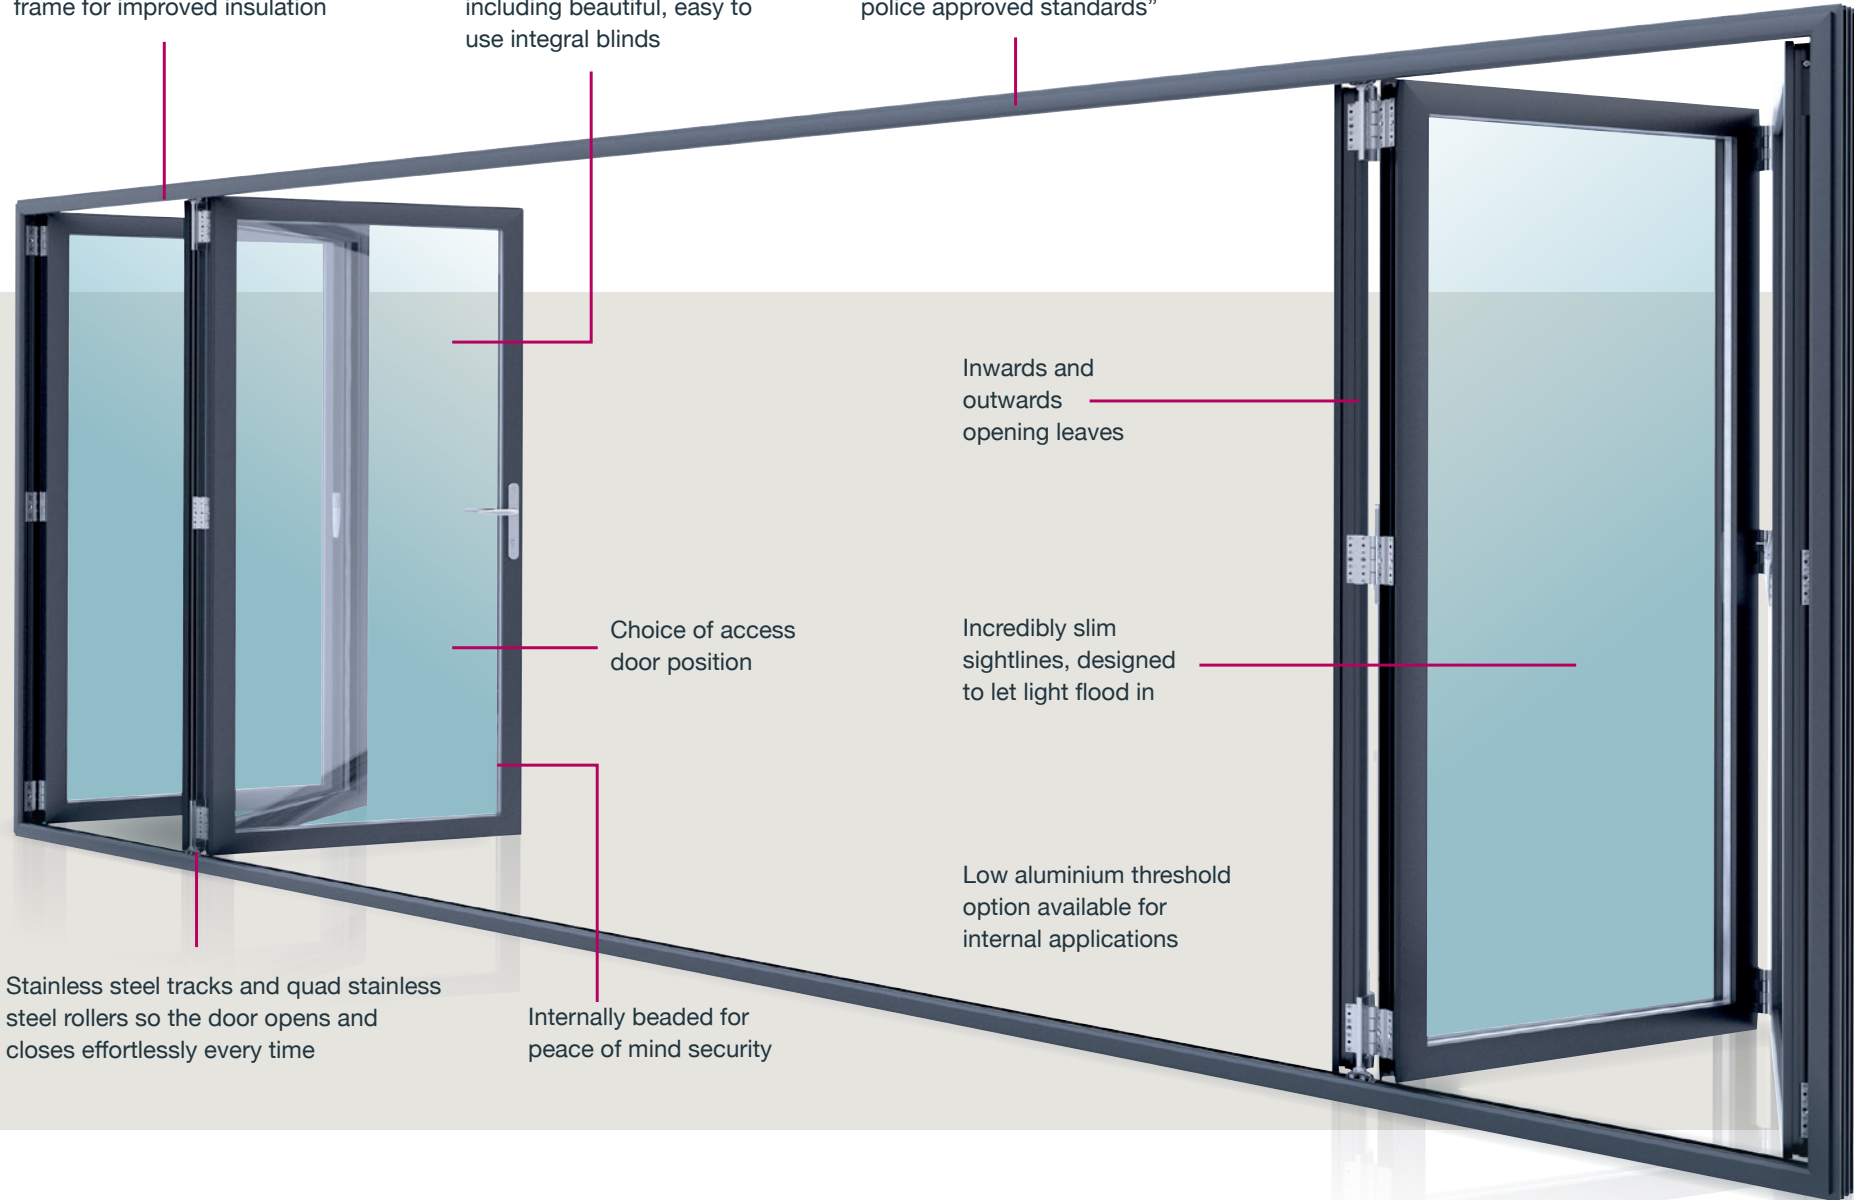 frame for improved insulation
including beautiful, easy to
use integral blinds
police approved standards”
Inwards and
outwards
opening leaves
Choice of access
door position
Incredibly slim
sightlines, designed
to let light flood in
Low aluminium threshold
option available for
internal applications
Stainless steel tracks and quad stainless
steel rollers so the door opens and
closes effortlessly every time
Internally beaded for
peace of mind security